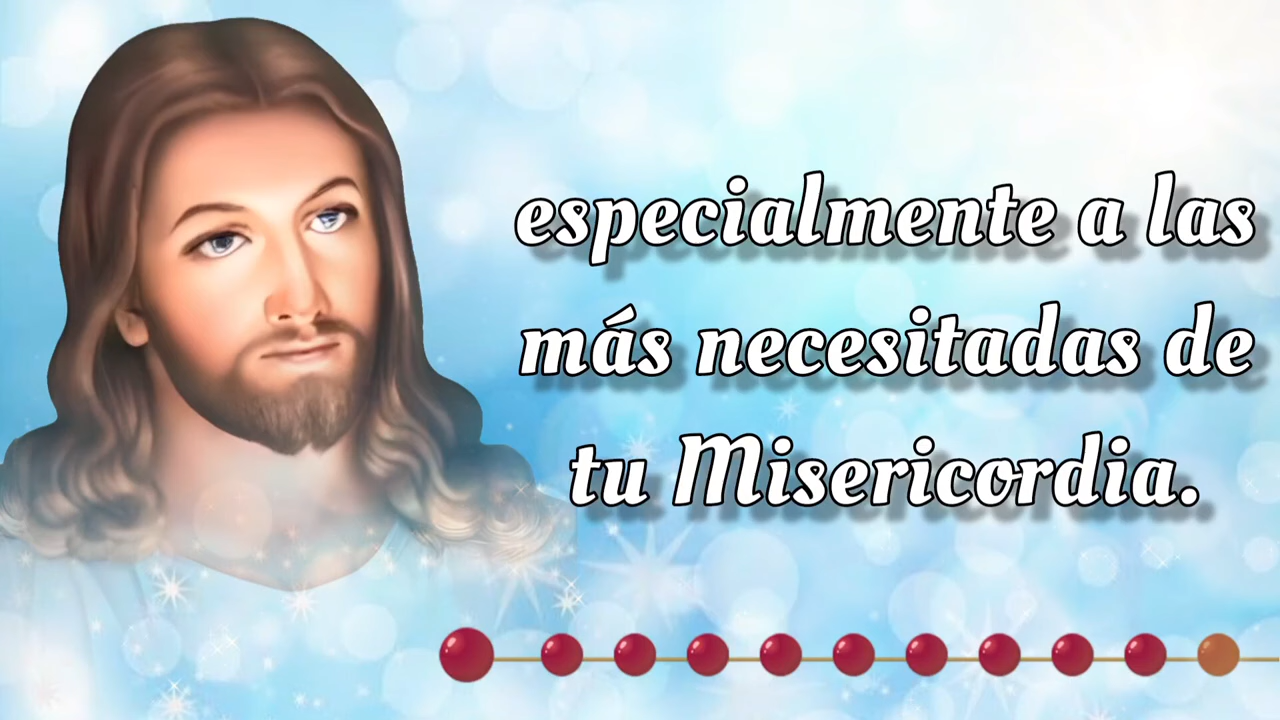 especialmente a las
más necesitadas de
tu Misericordia.